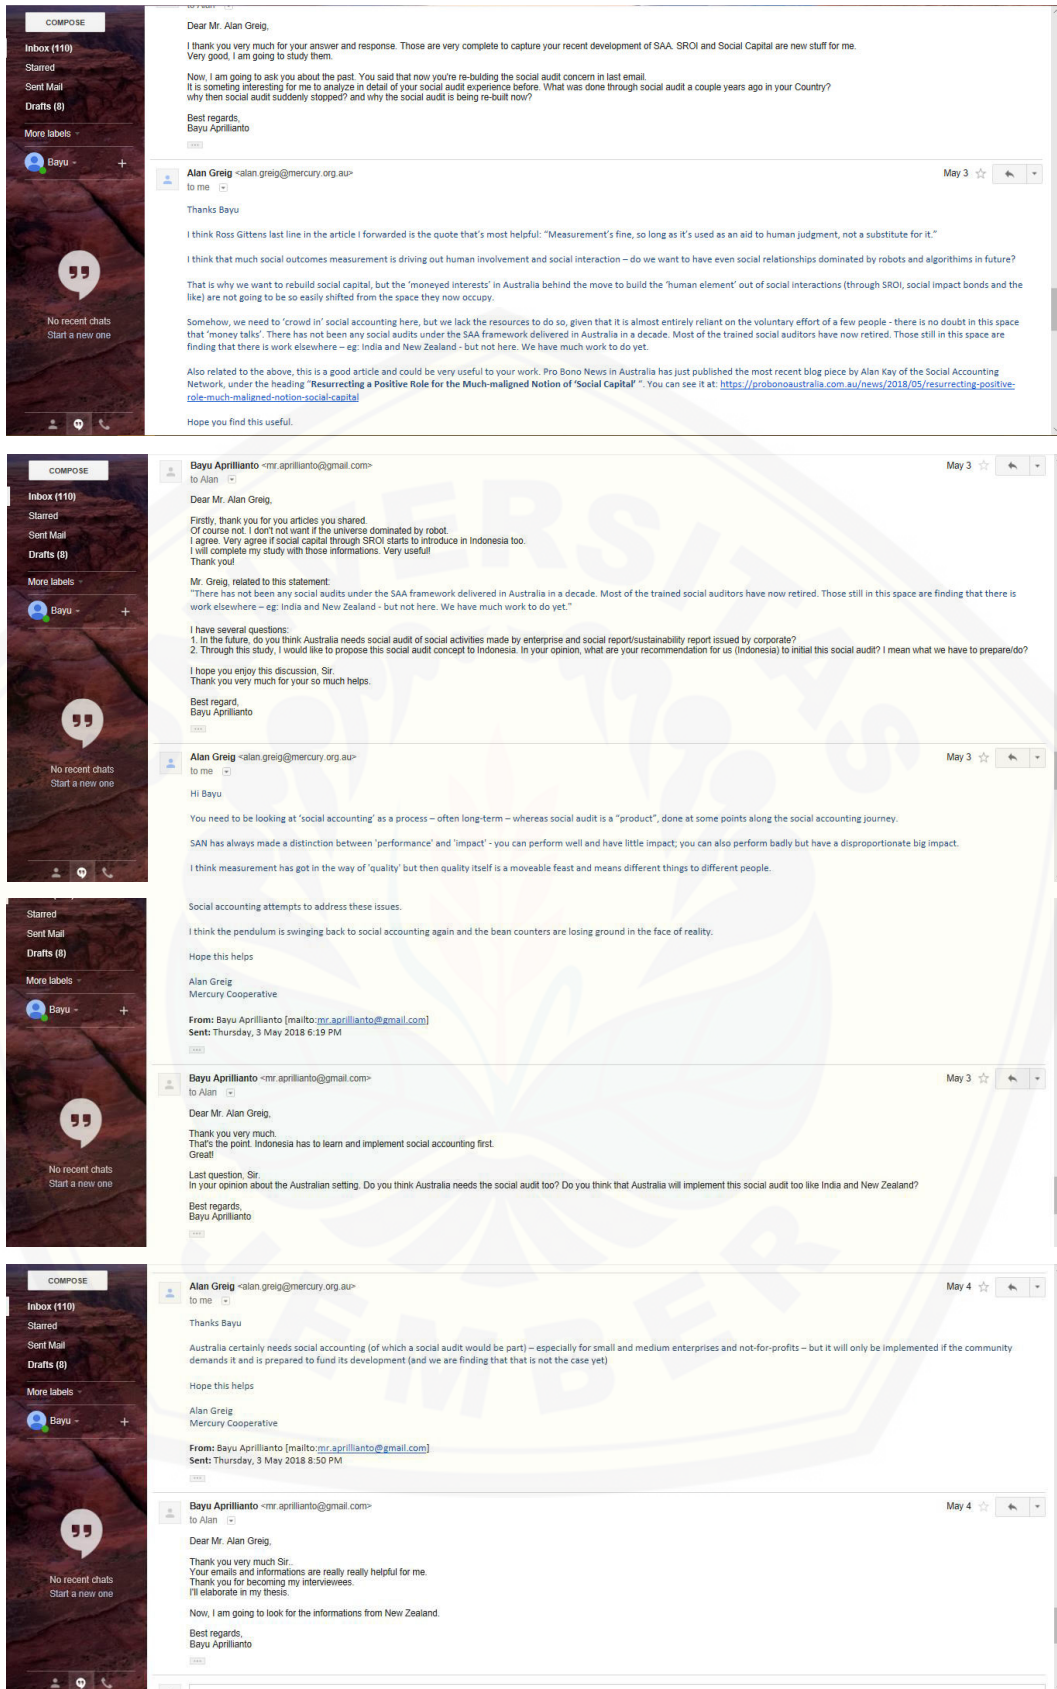 to Alan
COMPOSE
Inbox (110)
Starred
Sent Mail
Drafts (8)
More labels
Bayu
+
No recent chats
Start a new one
Dear Mr. Alan Greig,
I thank you very much for your answer and response. Those are very complete to capture your recent development of SAA. SROI and Social Capital are new stuff for me.
Very good, I am going to study them.
Now, I am going to ask you about the past. You said that now you're re-bulding the social audit concern in last email.
It is someting interesting for me to analyze in detail of your social audit experience before. What was done through social audit a couple years ago in your Country?
why then social audit suddenly stopped? and why the social audit is being re-built now?
Best regards,
Bayu Aprillianto
Alan Greig <alan.greig@mercury.org.au>
May 3
to me
Thanks Bayu
I think Ross Gittens last line in the article I forwarded is the quote that's most helpful: "Measurement's fine, so long as it's used as an aid to human judgment, not a substitute for it."
I think that much social outcomes measurement is driving out human involvement and social interaction – do we want to have even social relationships dominated by robots and algorithims in future?
That is why we want to rebuild social capital, but the 'moneyed interests' in Australia behind the move to build the 'human element' out of social interactions (through SROI, social impact bonds and the
like) are not going to be so easily shifted from the space they now occupy.
Somehow, we need to 'crowd in' social accounting here, but we lack the resources to do so, given that it is almost entirely reliant on the voluntary effort of a few people - there is no doubt in this space
that 'money talks'. There has not been any social audits under the SAA framework delivered in Australia in a decade. Most of the trained social auditors have now retired. Those still in this space are
finding that there is work elsewhere – eg: India and New Zealand - but not here. We have much work to do yet.
Also related to the above, this is a good article and could be very useful to your work. Pro Bono News in Australia has just published the most recent blog piece by Alan Kay of the Social Accounting
Network, under the heading "Resurrecting a Positive Role for the Much-maligned Notion of 'Social Capital' ". You can see it at: https://probonoaustralia.com.au/news/2018/05/resurrecting-positive-
role-much-maligned-notion-social-capital
Hope you find this useful.
COMPOSE
Inbox (110)
Starred
Sent Mail
Drafts (8)
More labels
Bayu
+
No recent chats
Start a new one
Bayu Aprillianto <mr.aprillianto@gmail.com>
May 3
to Alan
Dear Mr. Alan Greig,
Firstly, thank you for you articles you shared.
Of course not. I don't not want if the universe dominated by robot.
I agree. Very agree if social capital through SROI starts to introduce in Indonesia too.
I will complete my study with those informations. Very useful!
Thank you!
Mr. Greig, related to this statement:
"There has not been any social audits under the SAA framework delivered in Australia in a decade. Most of the trained social auditors have now retired. Those still in this space are finding that there is
work elsewhere – eg: India and New Zealand - but not here. We have much work to do yet."
I have several questions:
1. In the future, do you think Australia needs social audit of social activities made by enterprise and social report/sustainability report issued by corporate?
2. Through this study, I would like to propose this social audit concept to Indonesia. In your opinion, what are your recommendation for us (Indonesia) to initial this social audit? I mean what we have to prepare/do?
I hope you enjoy this discussion, Sir.
Thank you very much for your so much helps.
Best regard,
Bayu Aprillianto
Alan Greig <alan.greig@mercury.org.au>
May 3
to me
Hi Bayu
You need to be looking at 'social accounting' as a process – often long-term – whereas social audit is a "product", done at some points along the social accounting journey.
SAN has always made a distinction between 'performance' and 'impact' - you can perform well and have little impact; you can also perform badly but have a disproportionate big impact.
I think measurement has got in the way of 'quality' but then quality itself is a moveable feast and means different things to different people.
Starred
Sent Mail
Drafts (8)
More labels
Bayu
+
No recent chats
Start a new one
Social accounting attempts to address these issues.
I think the pendulum is swinging back to social accounting again and the bean counters are losing ground in the face of reality.
Hope this helps
Alan Greig
Mercury Cooperative
From: Bayu Aprillianto [mailto:mr.aprillianto@gmail.com]
Sent: Thursday, 3 May 2018 6:19 PM
Bayu Aprillianto <mr.aprillianto@gmail.com>
May 3
to Alan
Dear Mr. Alan Greig,
Thank you very much.
That's the point. Indonesia has to learn and implement social accounting first.
Great!
Last question, Sir.
In your opinion about the Australian setting. Do you think Australia needs the social audit too? Do you think that Australia will implement this social audit too like India and New Zealand?
Best regards,
Bayu Aprillianto
COMPOSE
Inbox (110)
Starred
Sent Mail
Drafts (8)
More labels
Bayu
+
No recent chats
Start a new one
Alan Greig <alan.greig@mercury.org.au>
May 4
to me
Thanks Bayu
Australia certainly needs social accounting (of which a social audit would be part) – especially for small and medium enterprises and not-for-profits – but it will only be implemented if the community
demands it and is prepared to fund its development (and we are finding that that is not the case yet)
Hope this helps
Alan Greig
Mercury Cooperative
From: Bayu Aprillianto [mailto:mr.aprillianto@gmail.com]
Sent: Thursday, 3 May 2018 8:50 PM
Bayu Aprillianto <mr.aprillianto@gmail.com>
May 4
to Alan
Dear Mr. Alan Greig,
Thank you very much Sir..
Your emails and informations are really really helpful for me.
Thank you for becoming my interviewees.
I'll elaborate in my thesis.
Now, I am going to look for the informations from New Zealand.
Best regards,
Bayu Aprillianto
UNIVERSITAS
JEMBER